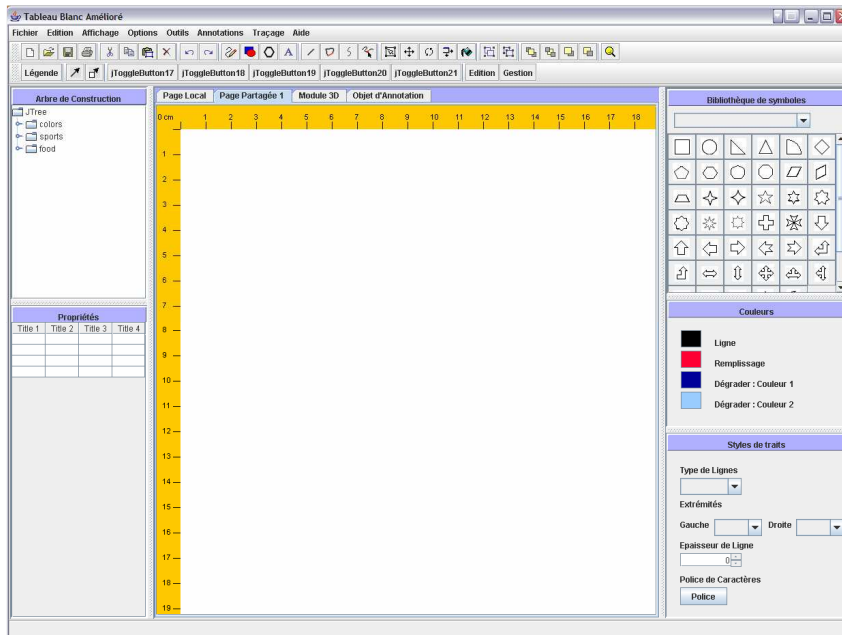 Tableau Blanc Amélioré
Fichier Edition Affichage Options Outils Annotations Traçage Aide
A
Légende jToggleButton17 jToggleButton18 jToggleButton19 jToggleButton20 jToggleButton21 Edition Gestion
Arbre de Construction
JTree
colors
sports
food
Propriétés
Title 1 Title 2 Title 3 Title 4
Page Local Page Partagée 1 Module 3D Objet d'Annotation
0 cm 1 2 3 4 5 6 7 8 9 10 11 12 13 14 15 16 17 18
1
2
3
4
5
6
7
8
9
10
11
12
13
14
15
16
17
18
19
Bibliothèque de symboles
Couleurs
Ligne
Remplissage
Dégrader : Couleur 1
Dégrader : Couleur 2
Styles de traits
Type de Lignes
Extrémités
Gauche Droite
Epaisseur de Ligne
0
Police de Caractères
Police